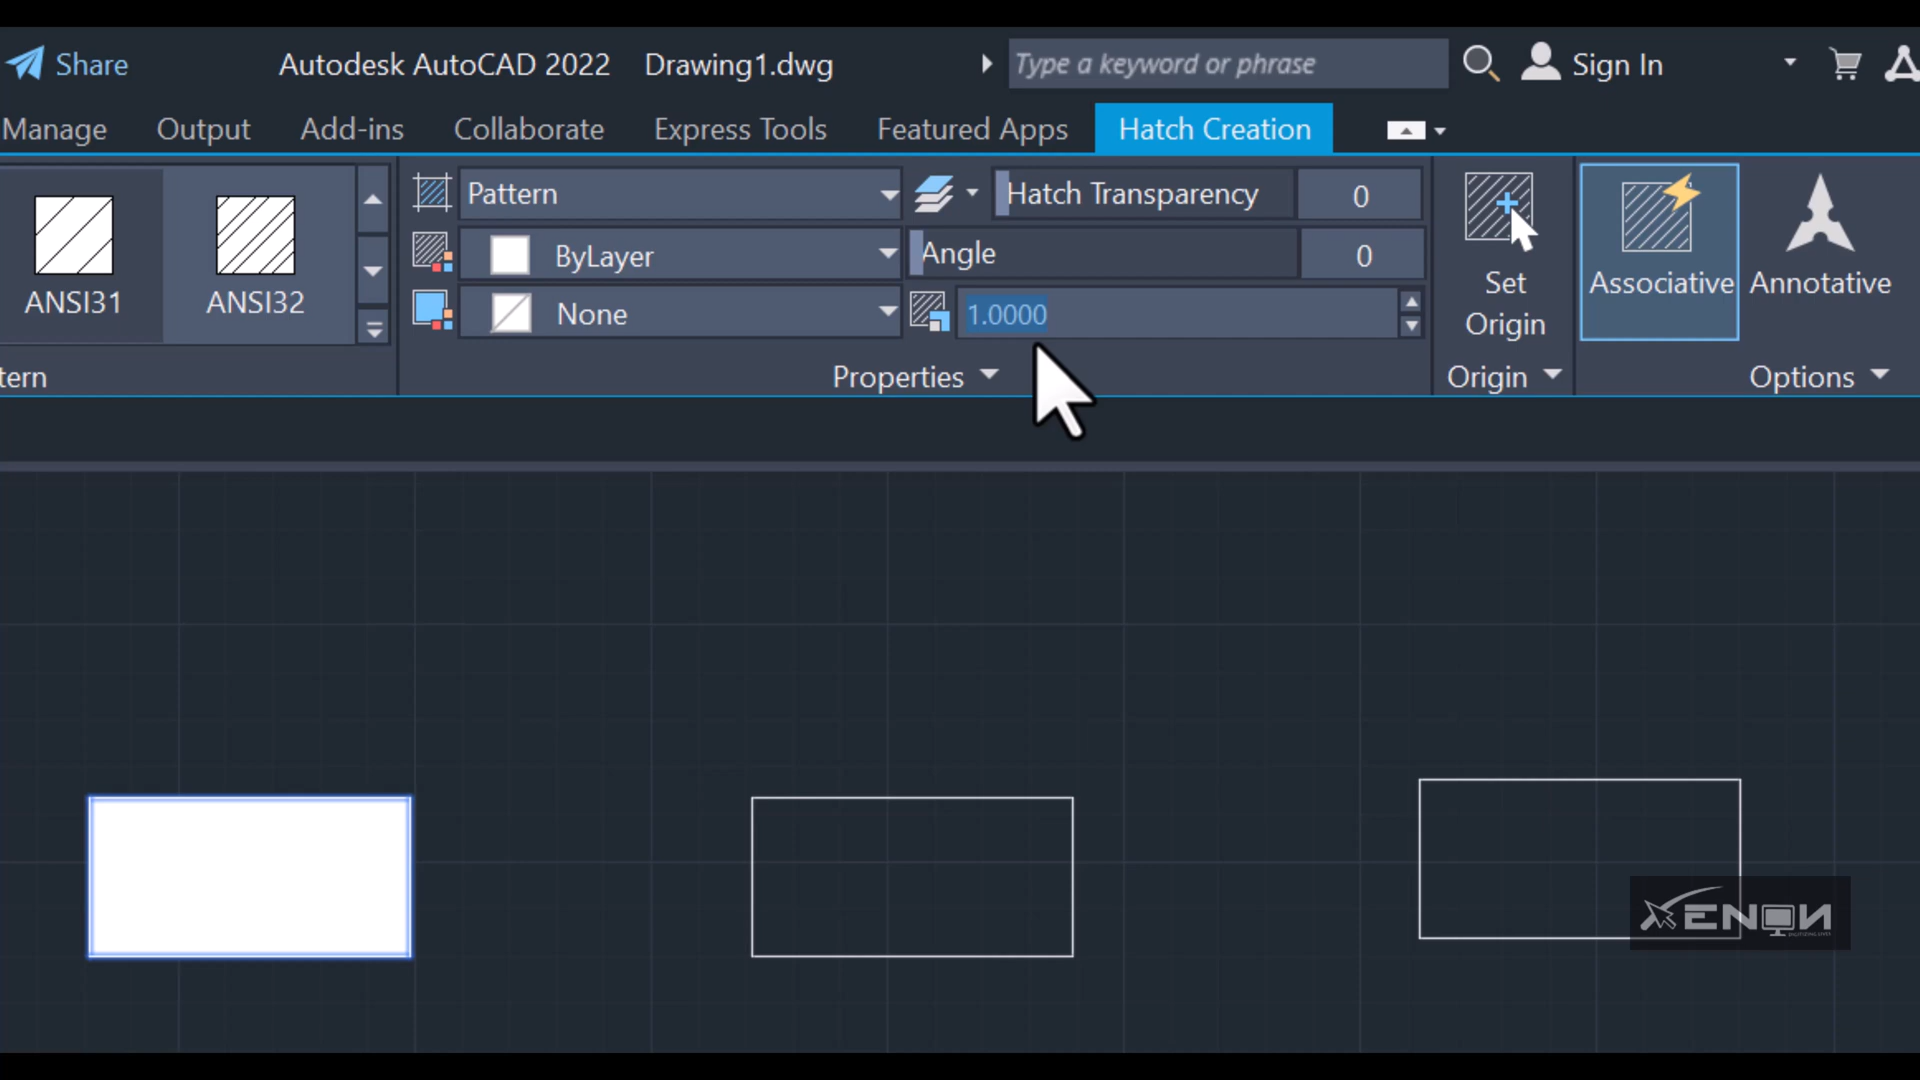 Share
Autodesk AutoCAD 2022 Drawing1.dwg
Type a keyword or phrase
Sign In
Manage Output Add-ins Collaborate Express Tools Featured Apps Hatch Creation
ANSI31
ANSI32
tern
Pattern
Hatch Transparency 0
ByLayer
Angle 0
None
1.0000
Properties
Set
Origin
Origin
Associative
Annotative
Options
XENON